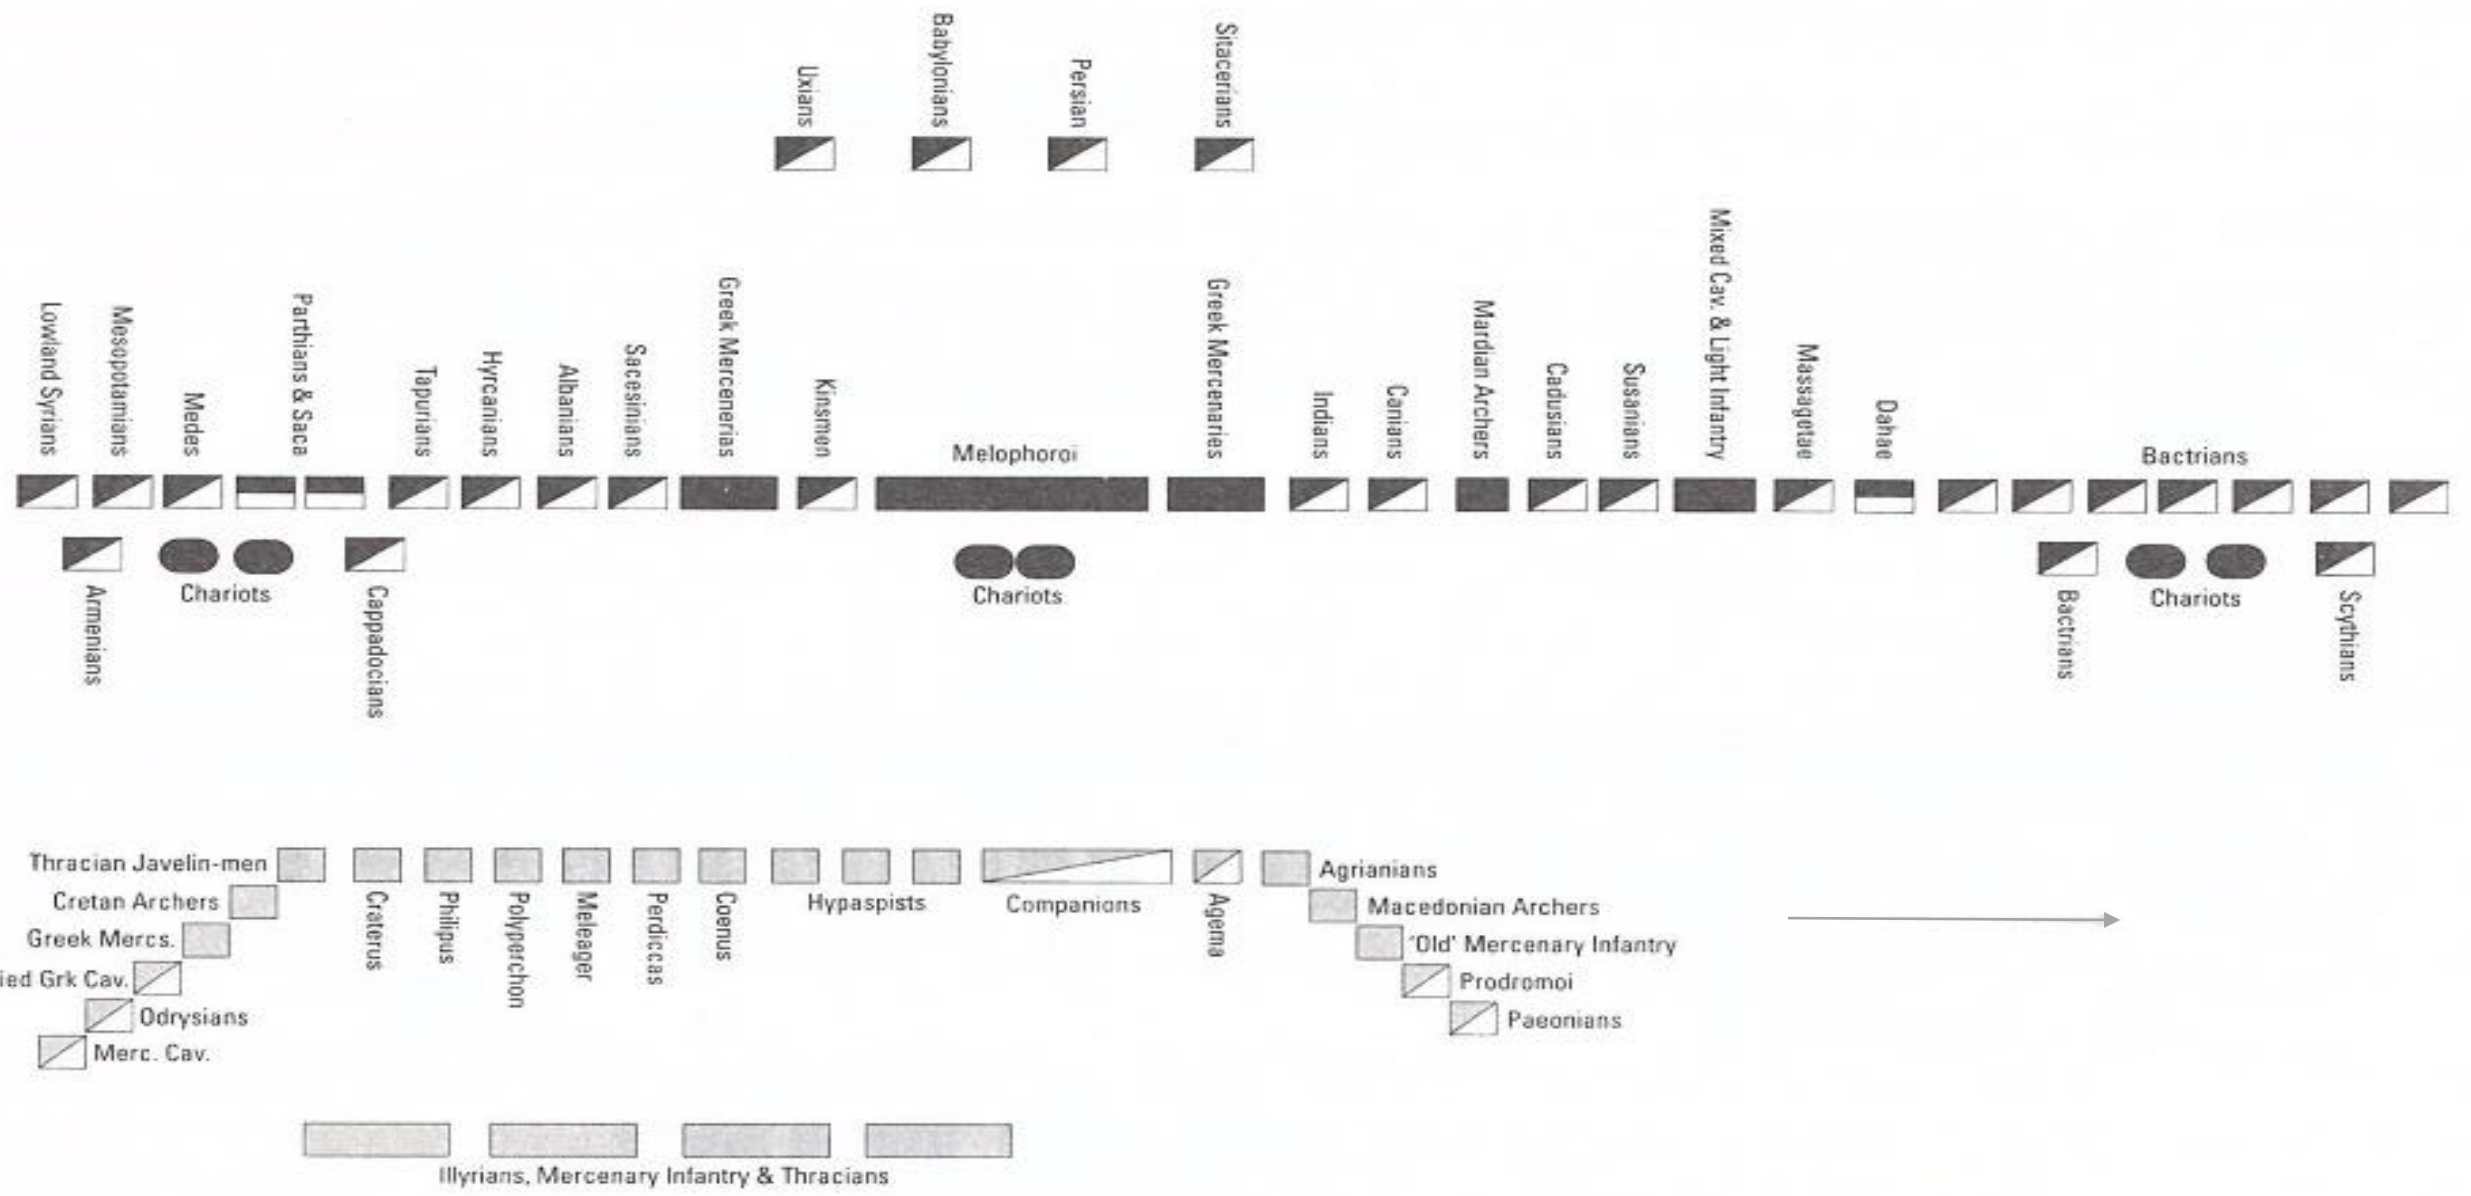 Uxians
Babylonians
Persian
Sitacerians
Lowland Syrians
Mesopotamians
Medes
Parthians & Saca
Tapurians
Hyrcanians
Albanians
Sacesinians
Greek Mercenerias
Kinsmen
Melophoroi
Greek Mercenaries
Indians
Canians
Mardian Archers
Cadusians
Susanians
Mixed Cav. & Light Infantry
Massagetae
Dahae
Bactrians
Armenians
Chariots
Cappadocians
Chariots
Bactrians
Chariots
Scythians
Thracian Javelin-men
Cretan Archers
Greek Mercs.
ied Grk Cav.
Odrysians
Merc. Cav.
Craterus
Philipus
Polyperchon
Meleager
Perdiccas
Coenus
Hypaspists
Companions
Agema
Agrianians
Macedonian Archers
'Old' Mercenary Infantry
Prodromoi
Paeonians
Illyrians, Mercenary Infantry & Thracians